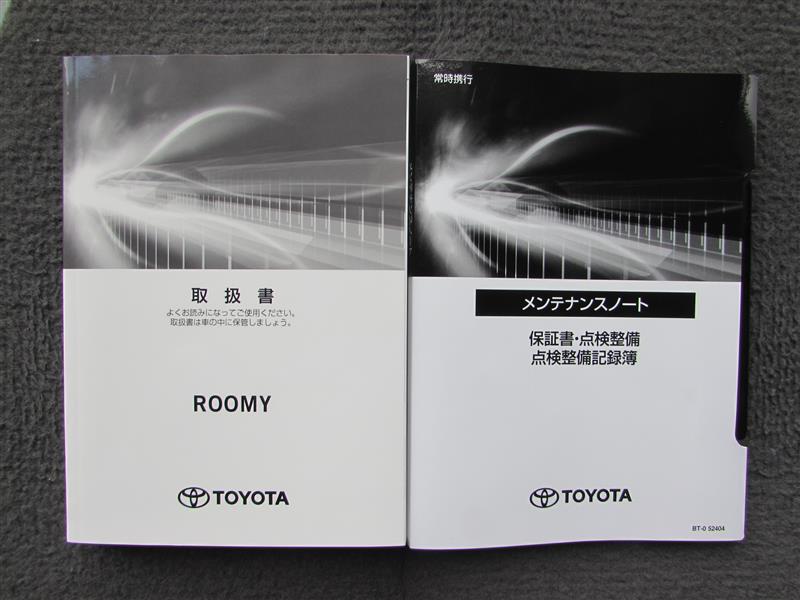 取扱書
よくお読みになってご使用ください。
取扱書は車の中に保管しましょう。
ROOMY
TOYOTA
常時携行
メンテナンスノート
保証書・点検整備
点検整備記録簿
TOYOTA
BT-0 52404